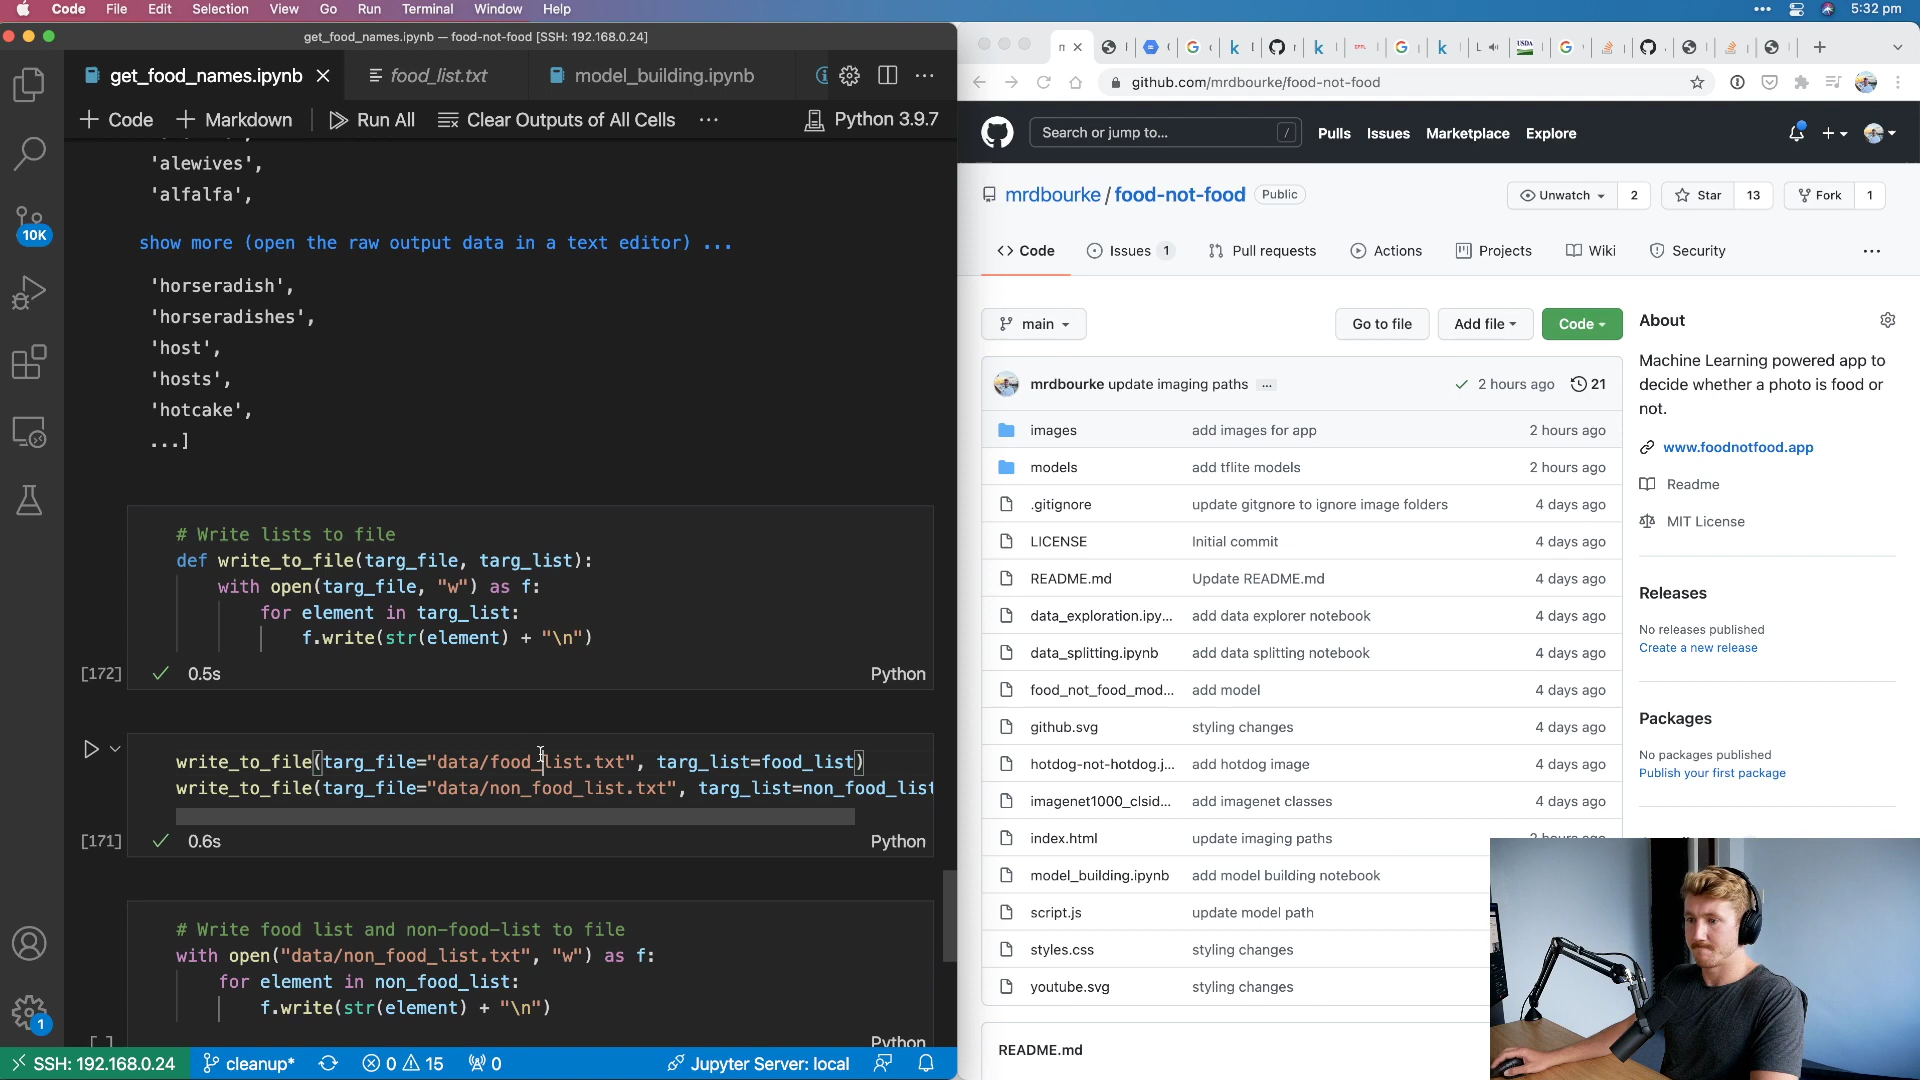 Code File Edit Selection View Go Run Terminal Window Help
5:32 pm
get_food_names.ipynb — food-not-food [SSH: 192.168.0.24]
get_food_names.ipynb
food_list.txt
model_building.ipynb
+ Code + Markdown Run All Clear Outputs of All Cells ... Python 3.9.7
10K
'alewives',
'alfalfa',
show more (open the raw output data in a text editor) ...
'horseradish',
'horseradishes',
'host',
'hosts',
'hotcake',
...]
# Write lists to file
def write_to_file(targ_file, targ_list):
with open(targ_file, "w") as f:
for element in targ_list:
f.write(str(element) + "\n")
[172] 0.5s Python
write_to_file(targ_file="data/food_list.txt", targ_list=food_list)
write_to_file(targ_file="data/non_food_list.txt", targ_list=non_food_list
[171] 0.6s Python
# Write food list and non-food-list to file
with open("data/non_food_list.txt", "w") as f:
for element in non_food_list:
f.write(str(element) + "\n")
[ ] Python
1
SSH: 192.168.0.24 cleanup* 0 15 0 Jupyter Server: local
github.com/mrdbourke/food-not-food
Search or jump to... /
Pulls Issues Marketplace Explore
mrdbourke / food-not-food Public
Unwatch 2 Star 13 Fork 1
Code Issues 1 Pull requests Actions Projects Wiki Security ...
main Go to file Add file Code
mrdbourke update imaging paths ... 2 hours ago 21
images add images for app 2 hours ago
models add tflite models 2 hours ago
.gitignore update gitgnore to ignore image folders 4 days ago
LICENSE Initial commit 4 days ago
README.md Update README.md 4 days ago
data_exploration.ipy... add data explorer notebook 4 days ago
data_splitting.ipynb add data splitting notebook 4 days ago
food_not_food_mod... add model 4 days ago
github.svg styling changes 4 days ago
hotdog-not-hotdog.j... add hotdog image 4 days ago
imagenet1000_clsid... add imagenet classes 4 days ago
index.html update imaging paths 2 hours ago
model_building.ipynb add model building notebook
script.js update model path
styles.css styling changes
youtube.svg styling changes
README.md
About
Machine Learning powered app to
decide whether a photo is food or
not.
www.foodnotfood.app
Readme
MIT License
Releases
No releases published
Create a new release
Packages
No packages published
Publish your first package